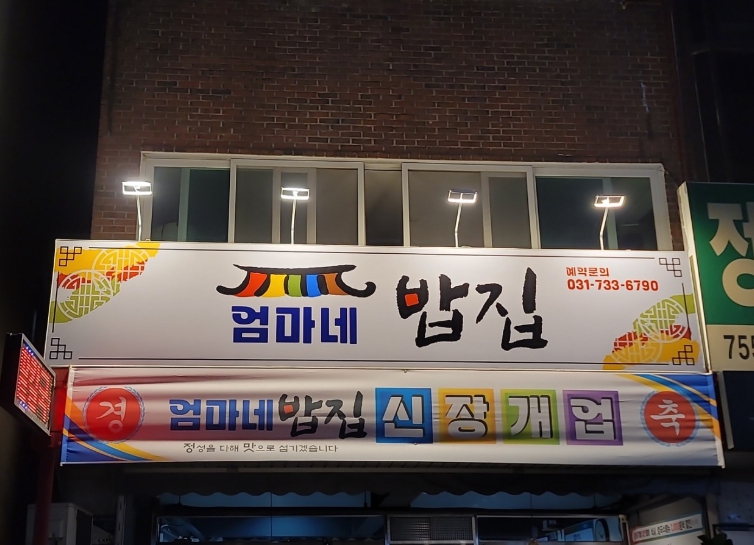 엄마네 밥집
예약문의
031-733-6790
정
755
경 엄마네밥집 신장개업 축
정성을 다해 맛으로 섬기겠습니다